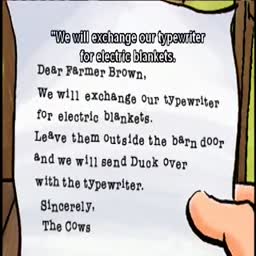 "We will exchange our typewriter
for electric blankets.
Dear Farmer Brown,
We will exchange our typewriter
for electric blankets.
Leave them outside the barn door
and we will send Duck over
with the typewriter.
Sincerely,
The Cows